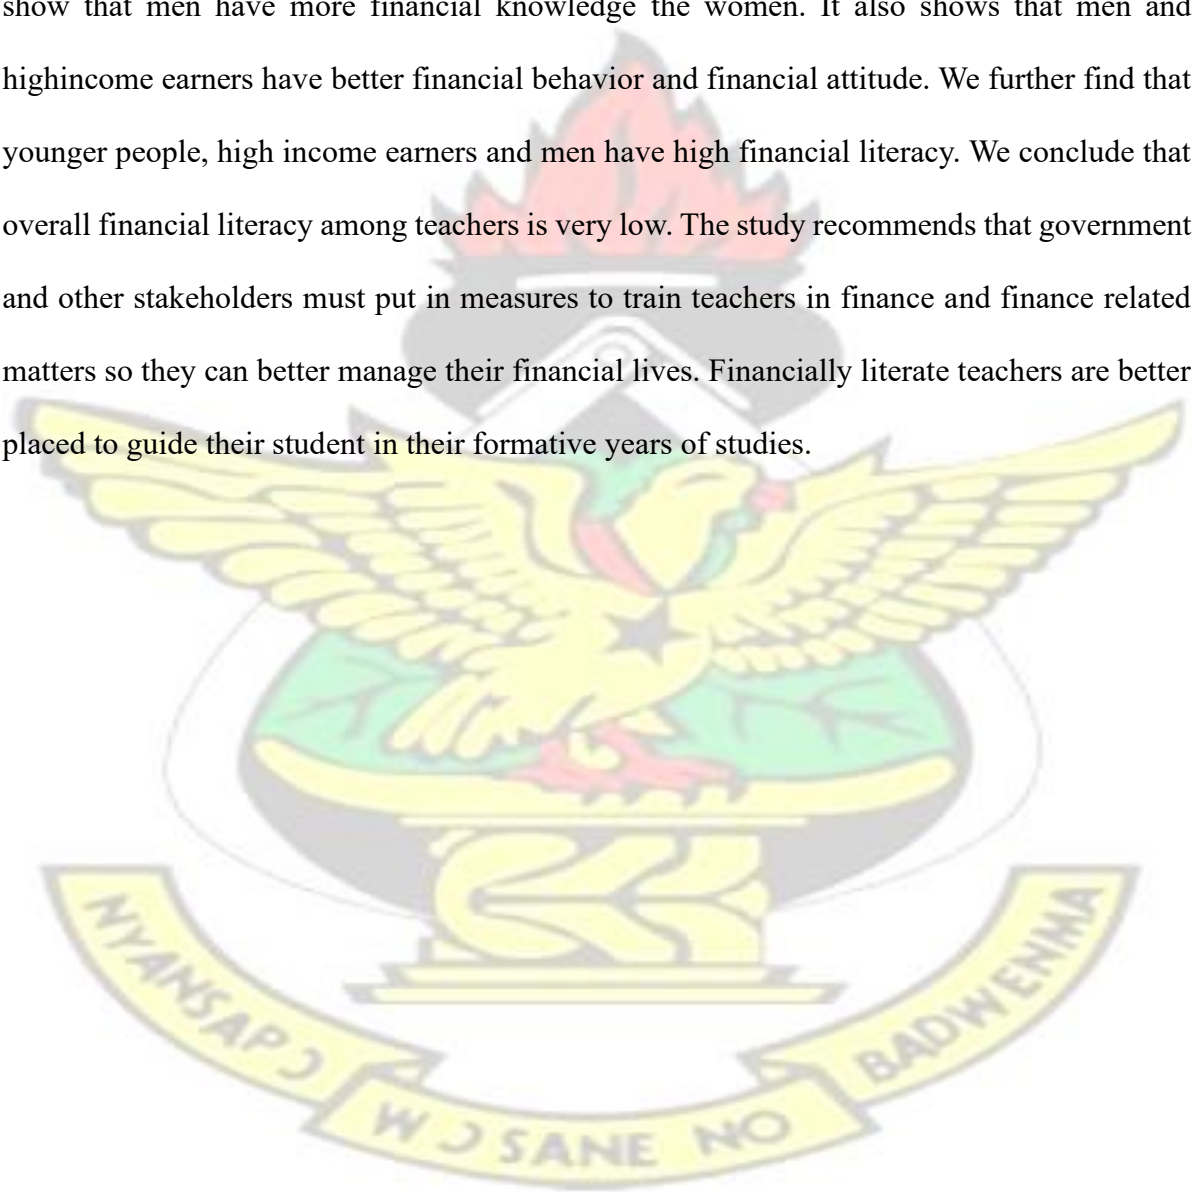 show that men have more financial knowledge the women. It also shows that men and
highincome earners have better financial behavior and financial attitude. We further find that
younger people, high income earners and men have high financial literacy. We conclude that
overall financial literacy among teachers is very low. The study recommends that government
and other stakeholders must put in measures to train teachers in finance and finance related
matters so they can better manage their financial lives. Financially literate teachers are better
placed to guide their student in their formative years of studies.
NYANSAPƆ
WƆSANE NO
BADWENMA